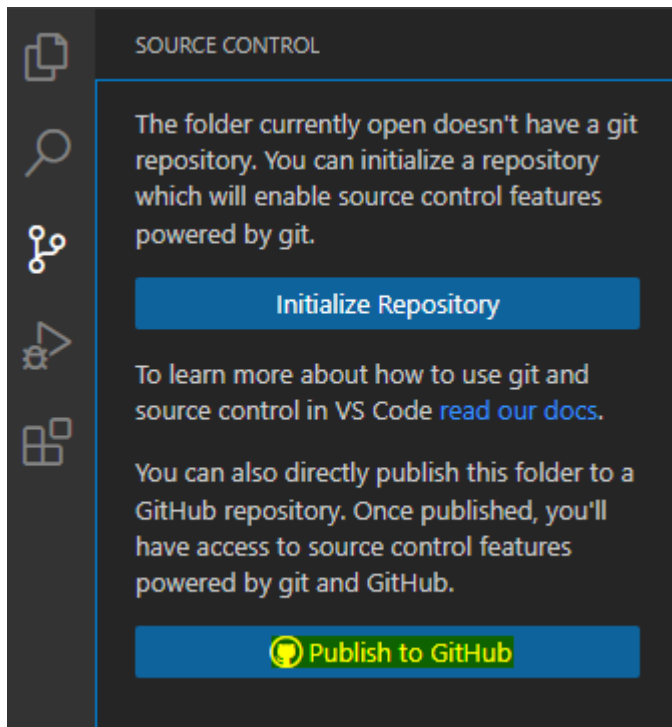 SOURCE CONTROL
The folder currently open doesn't have a git
repository. You can initialize a repository
which will enable source control features
powered by git.
Initialize Repository
To learn more about how to use git and
source control in VS Code read our docs.
You can also directly publish this folder to a
GitHub repository. Once published, you'll
have access to source control features
powered by git and GitHub.
Publish to GitHub